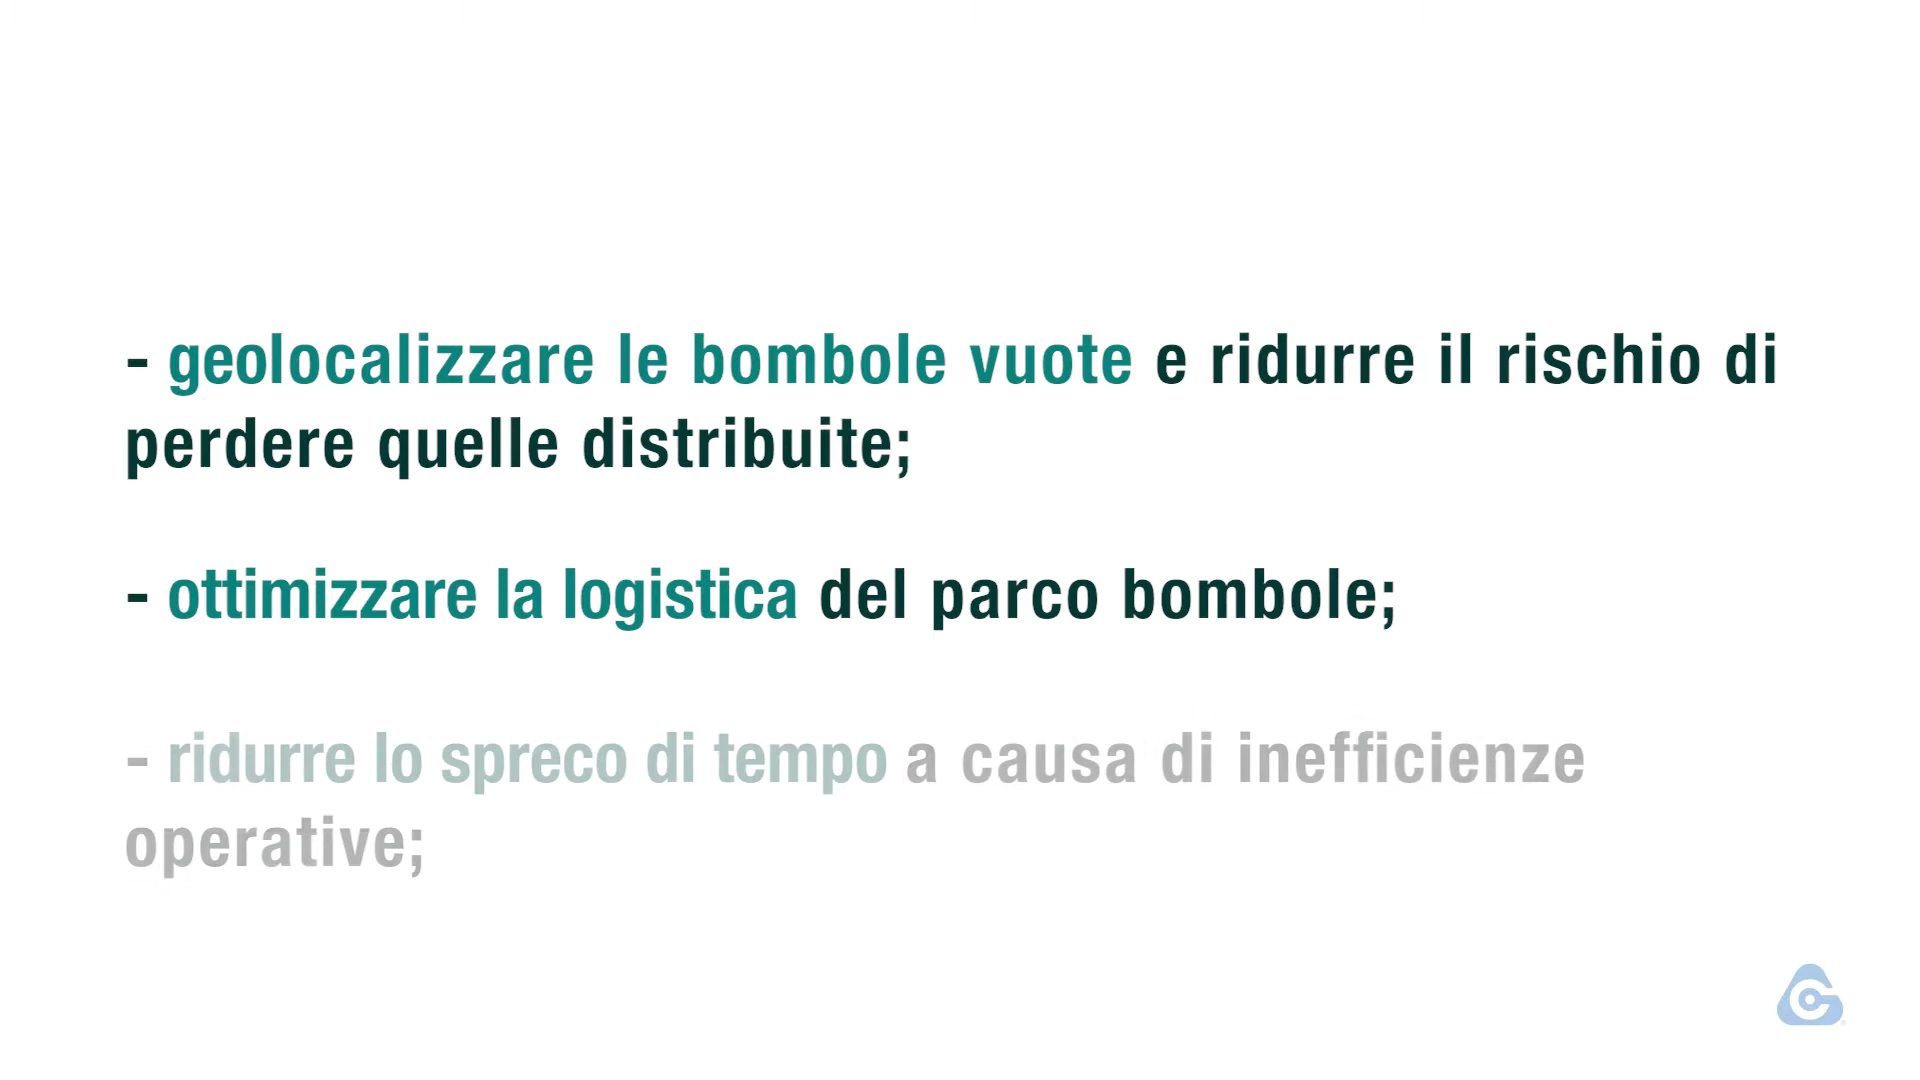 - geolocalizzare le bombole vuote e ridurre il rischio di
perdere quelle distribuite;
- ottimizzare la logistica del parco bombole;
- ridurre lo spreco di tempo a causa di inefficienze
operative;